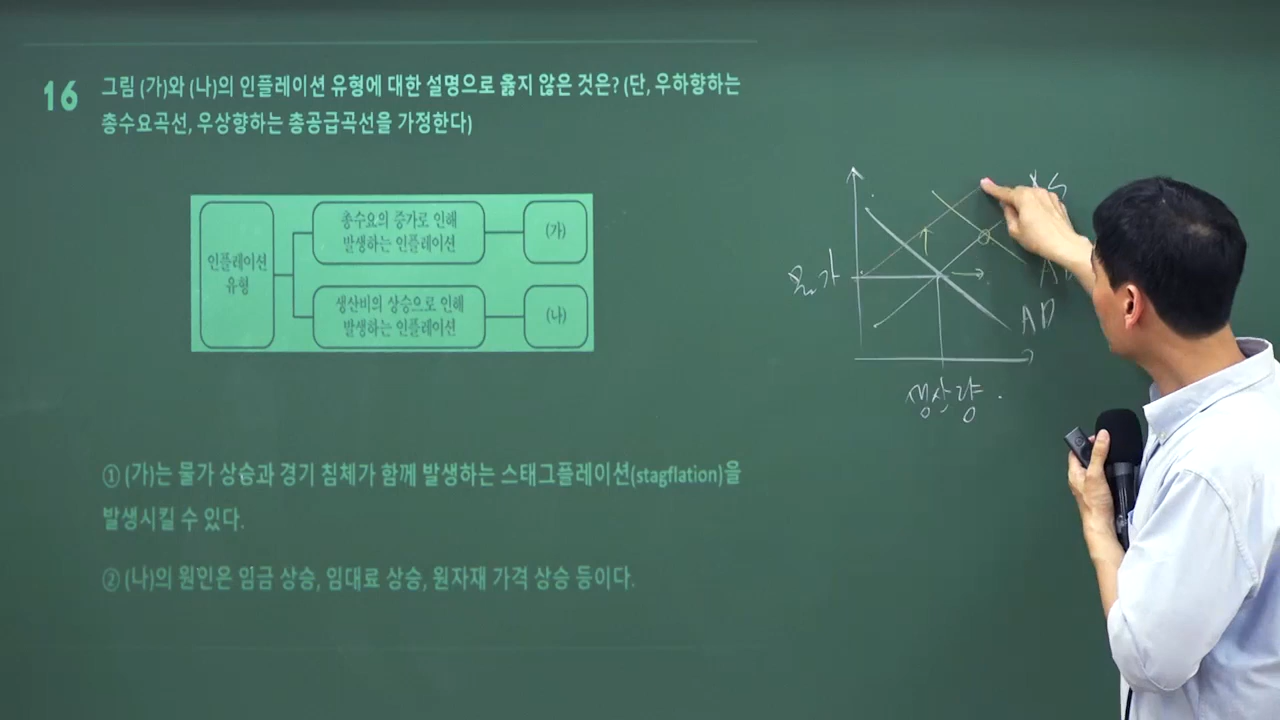 16
그림 (가)와 (나)의 인플레이션 유형에 대한 설명으로 옳지 않은 것은? (단, 우하향하는
총수요곡선, 우상향하는 총공급곡선을 가정한다)
인플레이션
유형
총수요의 증가로 인해
발생하는 인플레이션
(가)
생산비의 상승으로 인해
발생하는 인플레이션
(나)
① (가)는 물가 상승과 경기 침체가 함께 발생하는 스태그플레이션(stagflation)을
발생시킬 수 있다.
② (나)의 원인은 임금 상승, 임대료 상승, 원자재 가격 상승 등이다.
물가
AS
AD
생산량